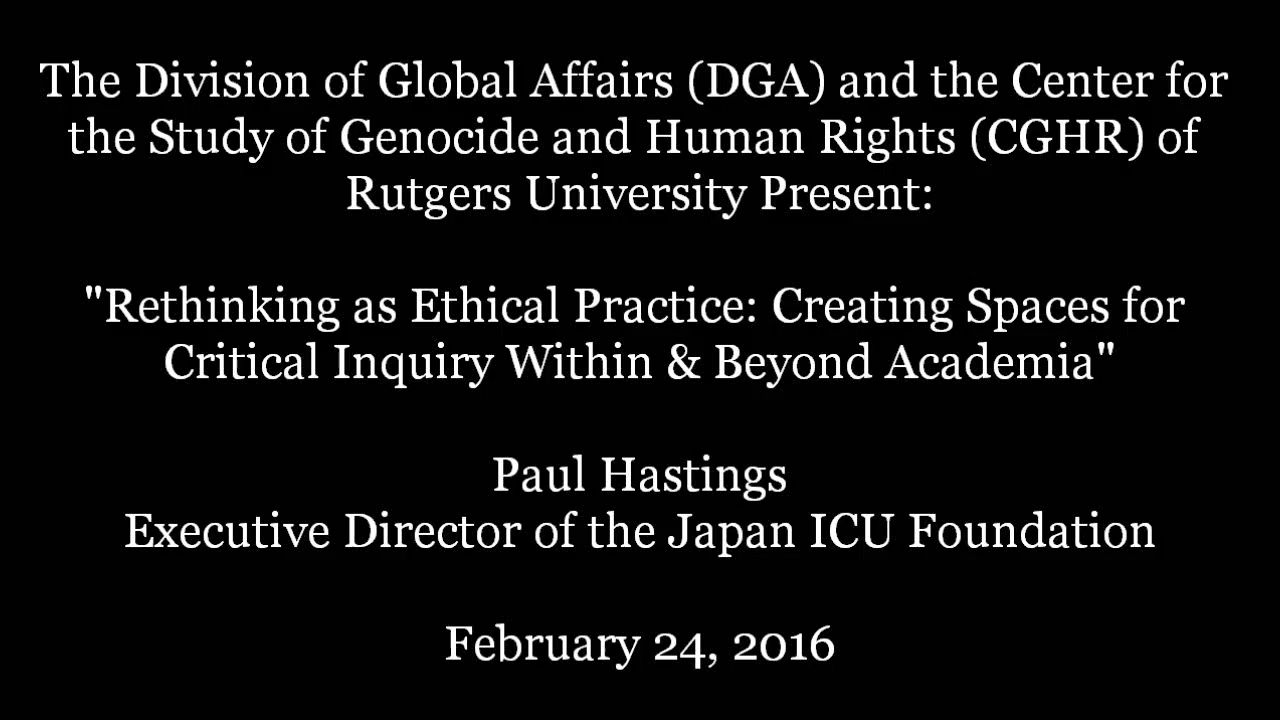 The Division of Global Affairs (DGA) and the Center for
the Study of Genocide and Human Rights (CGHR) of
Rutgers University Present:
"Rethinking as Ethical Practice: Creating Spaces for
Critical Inquiry Within & Beyond Academia"
Paul Hastings
Executive Director of the Japan ICU Foundation
February 24, 2016